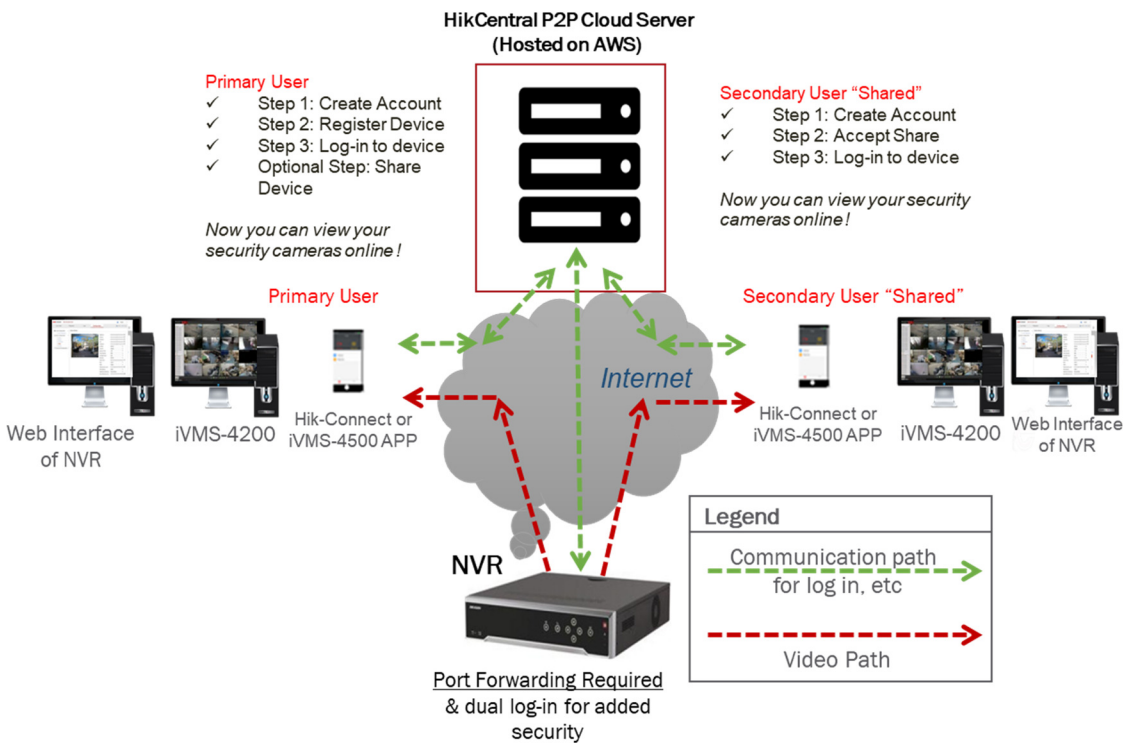 HikCentral P2P Cloud Server
(Hosted on AWS)
Primary User
✓ Step 1: Create Account
✓ Step 2: Register Device
✓ Step 3: Log-in to device
✓ Optional Step: Share
Device
Now you can view your
security cameras online !
Secondary User “Shared”
✓ Step 1: Create Account
✓ Step 2: Accept Share
✓ Step 3: Log-in to device
Now you can view your security
cameras online !
Primary User
Secondary User “Shared”
Internet
Web Interface
of NVR
iVMS-4200
Hik-Connect or
iVMS-4500 APP
Hik-Connect or
iVMS-4500 APP
iVMS-4200
Web Interface
of NVR
NVR
Port Forwarding Required
& dual log-in for added
security
Legend
Communication path
for log in, etc
Video Path